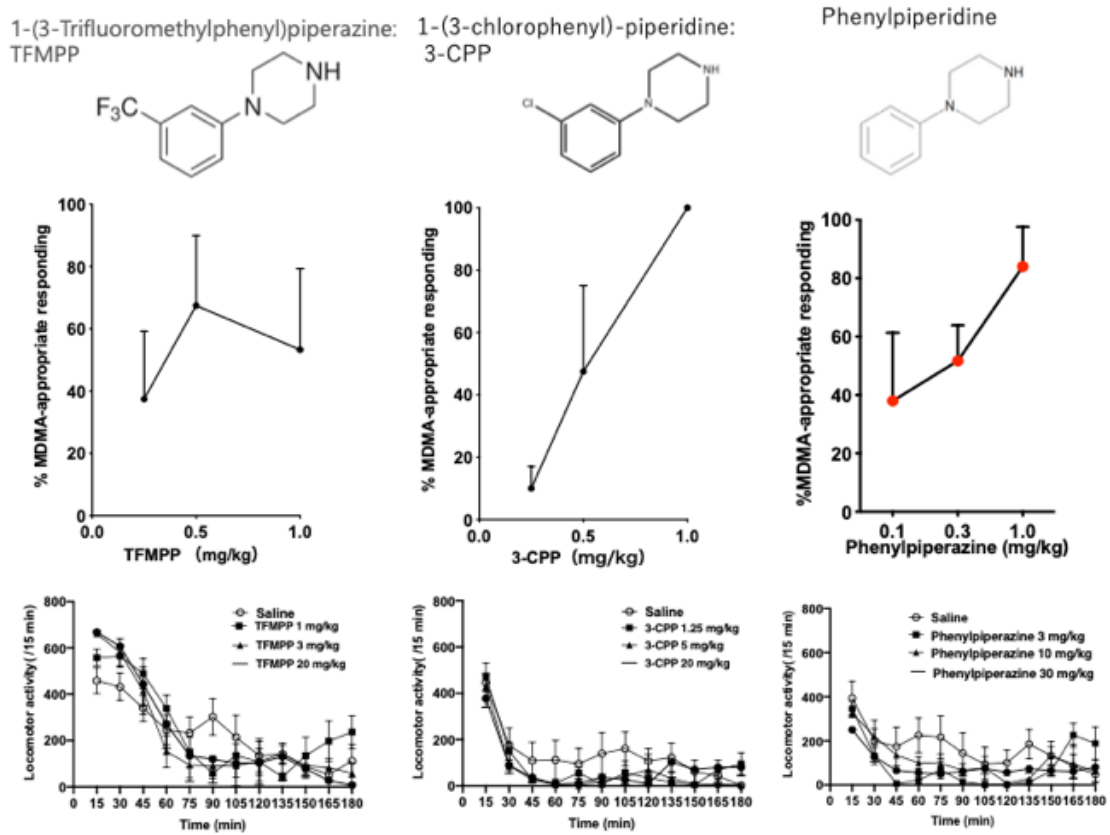 1-(3-Trifluoromethylphenyl)piperazine:
TFMPP
F3C
N
NH
1-(3-chlorophenyl)-piperidine:
3-CPP
Cl
N
NH
Phenylpiperidine
N
NH
% MDMA-appropriate responding
100
80
60
40
20
0
0.0 0.5 1.0
TFMPP (mg/kg)
% MDMA-appropriate responding
100
80
60
40
20
0
0.0 0.5 1.0
3-CPP (mg/kg)
%MDMA-appropriate responding
100
80
60
40
20
0
0.1 0.3 1.0
Phenylpiperazine (mg/kg)
Locomotor activity( /15 min)
800
600
400
200
0
Saline
TFMPP 1 mg/kg
TFMPP 3 mg/kg
TFMPP 20 mg/kg
0 15 30 45 60 75 90 105 120 135 150 165 180
Time (min)
Locomotor activity( /15 min)
800
600
400
200
0
Saline
3-CPP 1.25 mg/kg
3-CPP 5 mg/kg
3-CPP 20 mg/kg
0 15 30 45 60 75 90 105 120 135 150 165 180
Time (min)
Locomotor activity( /15 min)
800
600
400
200
0
Saline
Phenylpiperazine 3 mg/kg
Phenylpiperazine 10 mg/kg
Phenylpiperazine 30 mg/kg
0 15 30 45 60 75 90 105 120 135 150 165 180
Time (min)